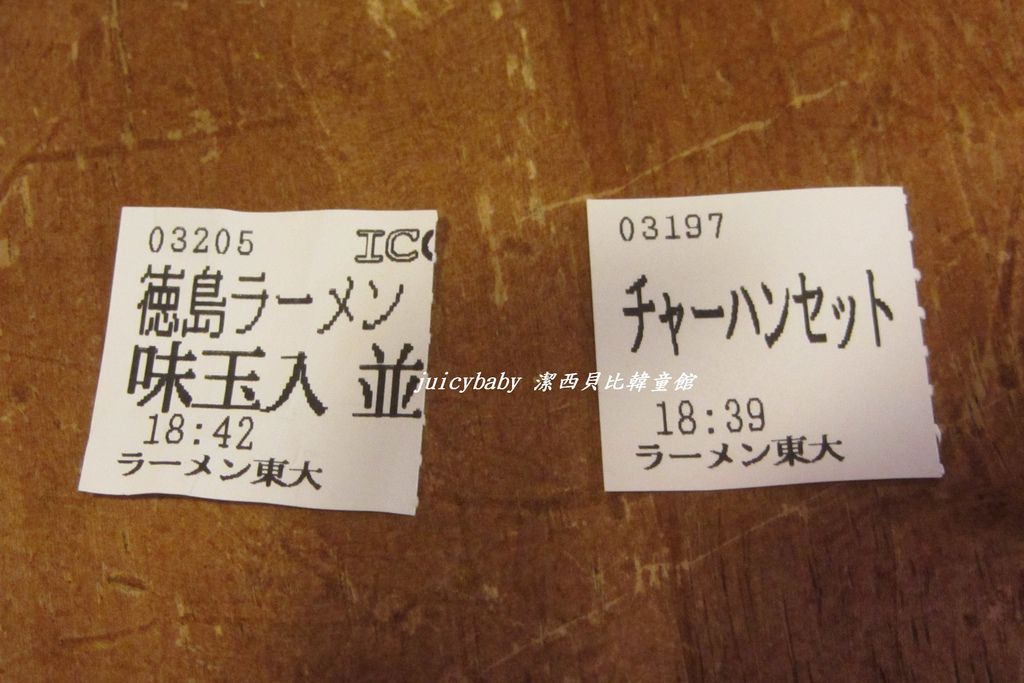 03205 IC
徳島ラーメン
味玉入 並
18:42
ラーメン東大
03197
チャーハンセット
18:39
ラーメン東大
juicybaby 潔西貝比韓童館